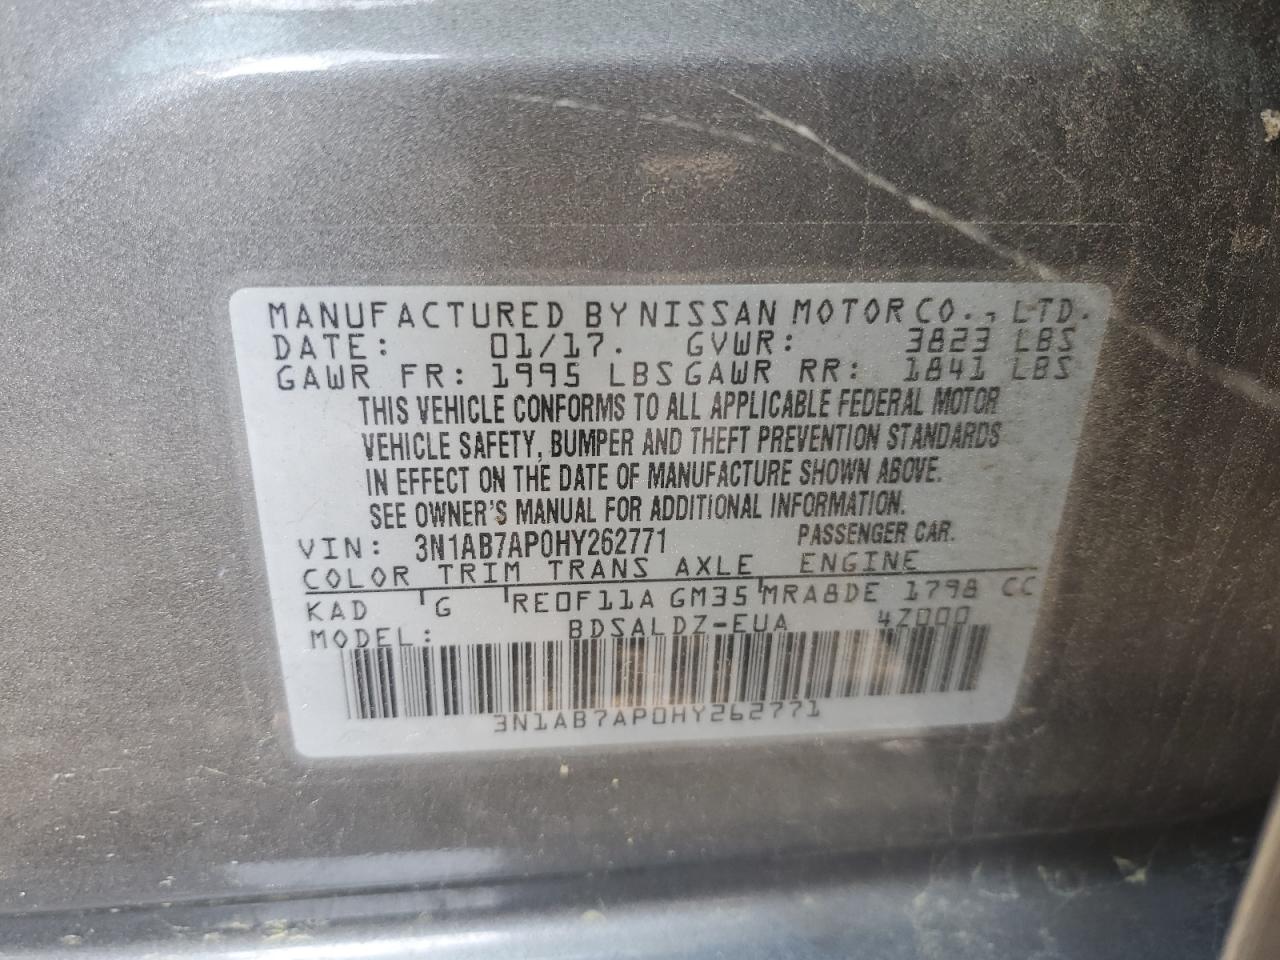 MANUFACTURED BY NISSAN MOTOR CO., LTD.
DATE: 01/17. GVWR: 3823 LBS
GAWR FR: 1995 LBS GAWR RR: 1841 LBS
THIS VEHICLE CONFORMS TO ALL APPLICABLE FEDERAL MOTOR
VEHICLE SAFETY, BUMPER AND THEFT PREVENTION STANDARDS
IN EFFECT ON THE DATE OF MANUFACTURE SHOWN ABOVE.
SEE OWNER'S MANUAL FOR ADDITIONAL INFORMATION.
VIN: 3N1AB7AP0HY262771 PASSENGER CAR.
COLOR TRIM TRANS AXLE ENGINE
KAD G RE0F11A GM35 MRA8DE 1798 CC
MODEL: BDSALDZ-EUA 4Z000
3N1AB7AP0HY262771